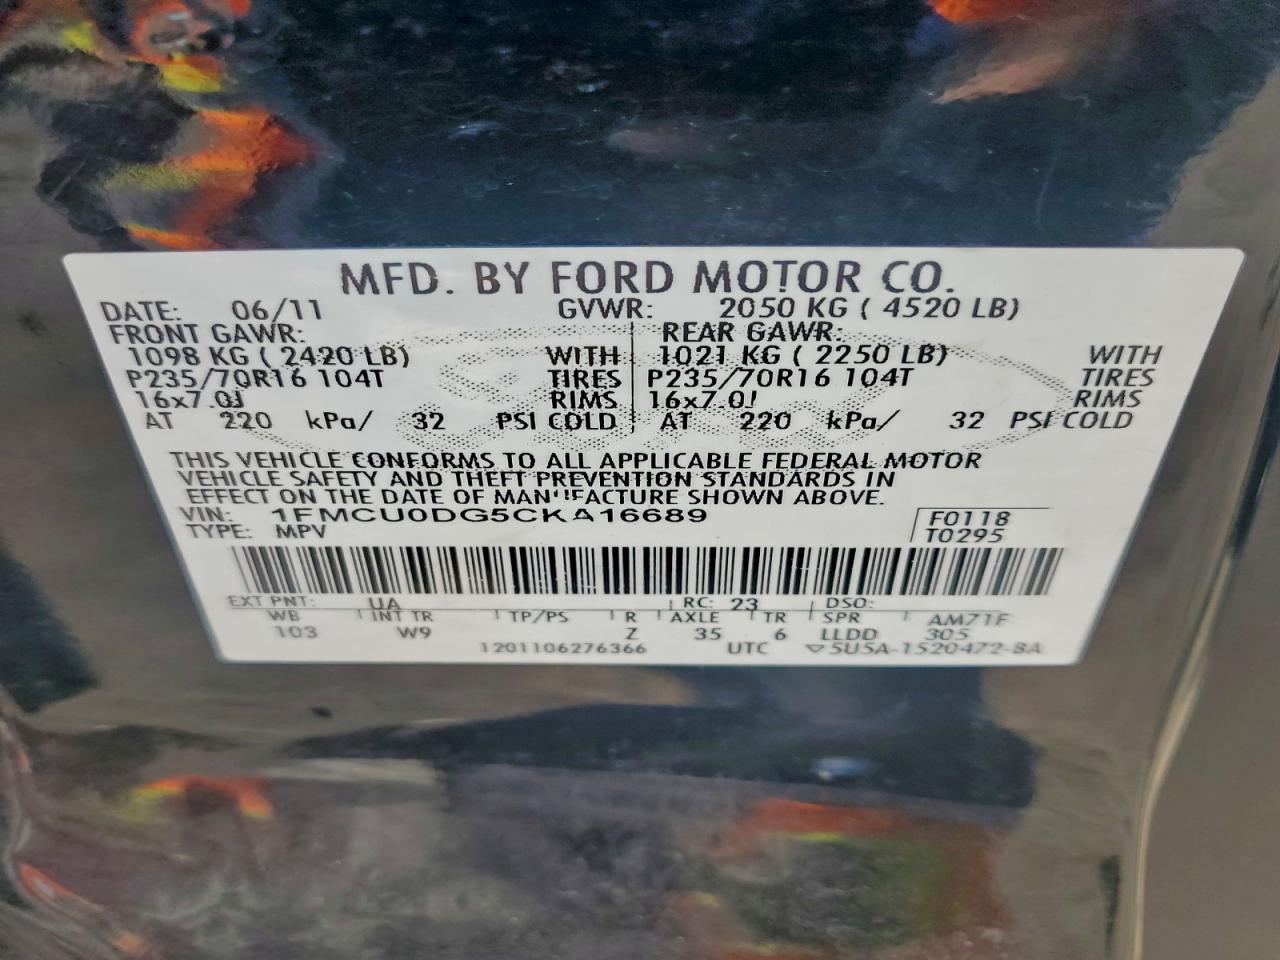 MFD. BY FORD MOTOR CO.
DATE: 06/11 GVWR: 2050 KG ( 4520 LB)
FRONT GAWR: REAR GAWR:
1098 KG ( 2420 LB) WITH 1021 KG ( 2250 LB) WITH
P235/70R16 104T TIRES P235/70R16 104T TIRES
16x7.0J RIMS 16x7.0J RIMS
AT 220 kPa/ 32 PSI COLD AT 220 kPa/ 32 PSI COLD
THIS VEHICLE CONFORMS TO ALL APPLICABLE FEDERAL MOTOR
VEHICLE SAFETY AND THEFT PREVENTION STANDARDS IN
EFFECT ON THE DATE OF MANUFACTURE SHOWN ABOVE.
VIN: 1FMCU0DG5CKA16689 F0118
TYPE: MPV T0295
EXT PNT: UA RC: 23 DSO:
WB INT TR TP/PS R AXLE TR SPR AM71F
103 W9 Z 35 6 LLDD 305
1201106276366 UTC ▽5U5A-1520472-BA